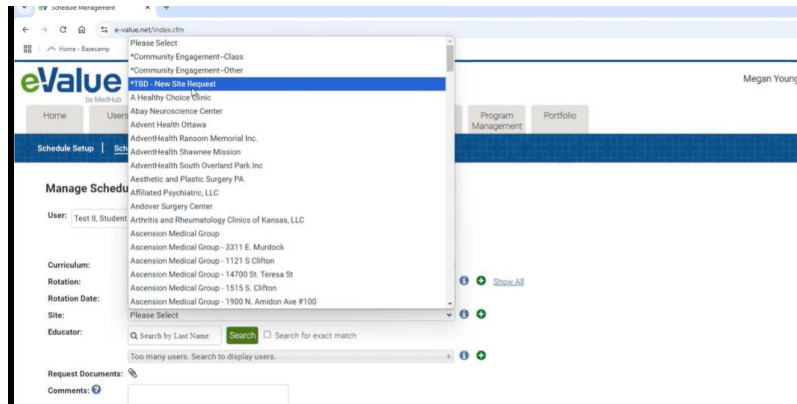 Schedule Management
e-value.net/index.cfm
Home - Basecamp
Please Select
*Community Engagement--Class
*Community Engagement--Other
*TBD - New Site Request
A Healthy Choice Clinic
Abay Neuroscience Center
Advent Health Ottawa
AdventHealth Ransom Memorial Inc.
AdventHealth Shawnee Mission
AdventHealth South Overland Park Inc
Aesthetic and Plastic Surgery PA
Affiliated Psychiatric, LLC
Andover Surgery Center
Arthritis and Rheumatology Clinics of Kansas, LLC
Ascension Medical Group
Ascension Medical Group - 3311 E. Murdock
Ascension Medical Group - 1121 S Clifton
Ascension Medical Group - 14700 St. Teresa St
Ascension Medical Group - 1515 S. Clifton
Ascension Medical Group - 1900 N. Amidon Ave #100
eValue
by MedHub
Megan Young
Home Users Program Management Portfolio
Schedule Setup | Sch
Manage Schedu
User: Test II, Student
Curriculum:
Rotation: Show All
Rotation Date:
Site: Please Select
Educator: Search by Last Name Search Search for exact match
Too many users. Search to display users.
Request Documents:
Comments: